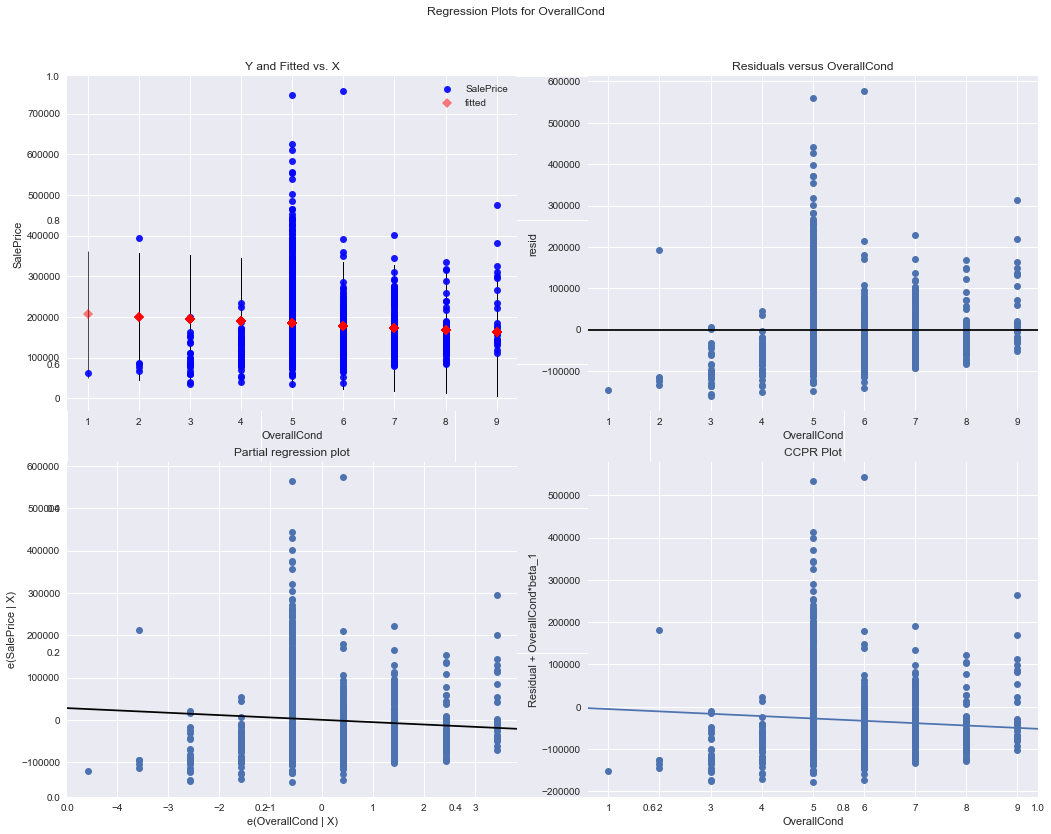 Regression Plots for OverallCond
Y and Fitted vs. X
1.0
700000
600000
500000
400000
300000
200000
100000
0
0.8
0.6
SalePrice
SalePrice
fitted
1 2 3 4 5 6 7 8 9
OverallCond
Residuals versus OverallCond
600000
500000
400000
300000
200000
100000
0
−100000
resid
1 2 3 4 5 6 7 8 9
OverallCond
Partial regression plot
600000
500000
400000
300000
200000
100000
0
−100000
0.2
0.0
e(SalePrice | X)
0.0 −4 −3 −2 −1 0 1 2 3
0.2 0.4
e(OverallCond | X)
CCPR Plot
500000
400000
300000
200000
100000
0
−100000
−200000
Residual + OverallCond*beta_1
1 2 3 4 5 6 7 8 9
0.6 0.8 1.0
OverallCond